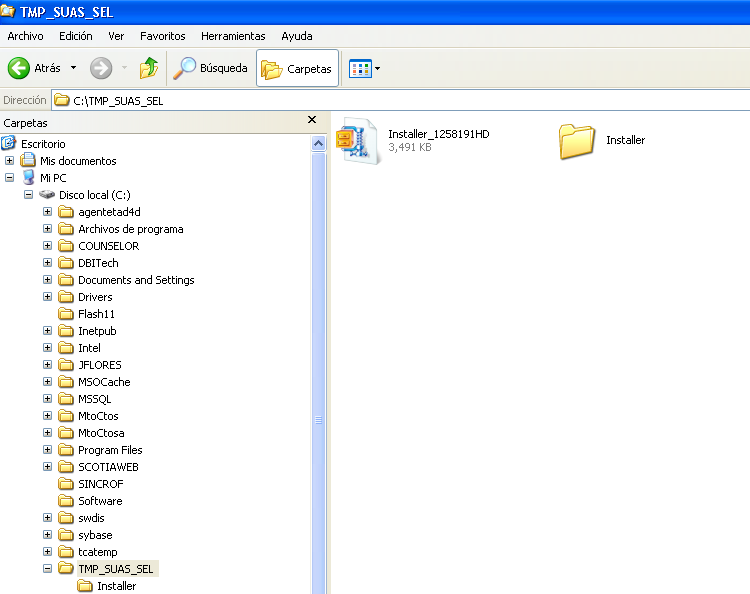 TMP_SUAS_SEL
Archivo Edición Ver Favoritos Herramientas Ayuda
Atrás Búsqueda Carpetas
Dirección C:\TMP_SUAS_SEL
Carpetas
Escritorio
Mis documentos
Mi PC
Disco local (C:)
agentetad4d
Archivos de programa
COUNSELOR
DBITech
Documents and Settings
Drivers
Flash11
Inetpub
Intel
JFLORES
MSOCache
MSSQL
MtoCtos
MtoCtosa
Program Files
SCOTIAWEB
SINCROF
Software
swdis
sybase
tcatemp
TMP_SUAS_SEL
Installer
Installer_1258191HD
3,491 KB
Installer